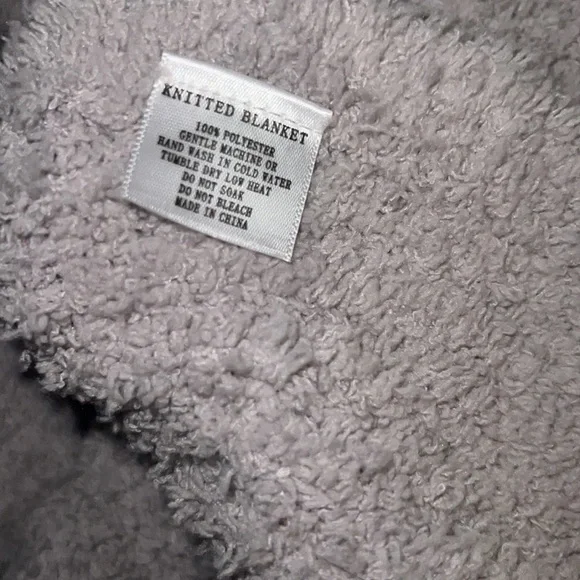 KNITTED BLANKET
100% POLYESTER
GENTLE MACHINE OR
HAND WASH IN COLD WATER
TUMBLE DRY LOW HEAT
DO NOT SOAK
DO NOT BLEACH
MADE IN CHINA